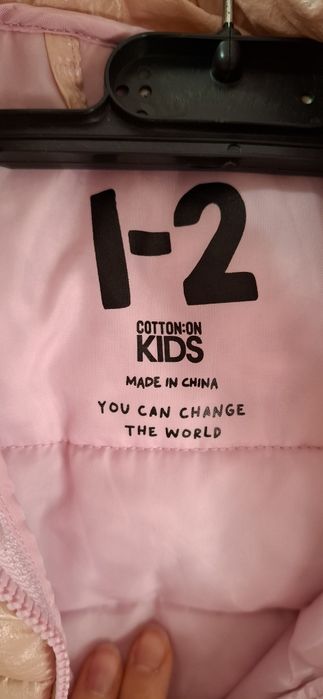 1-2
COTTON:ON
KIDS
MADE IN CHINA
YOU CAN CHANGE
THE WORLD